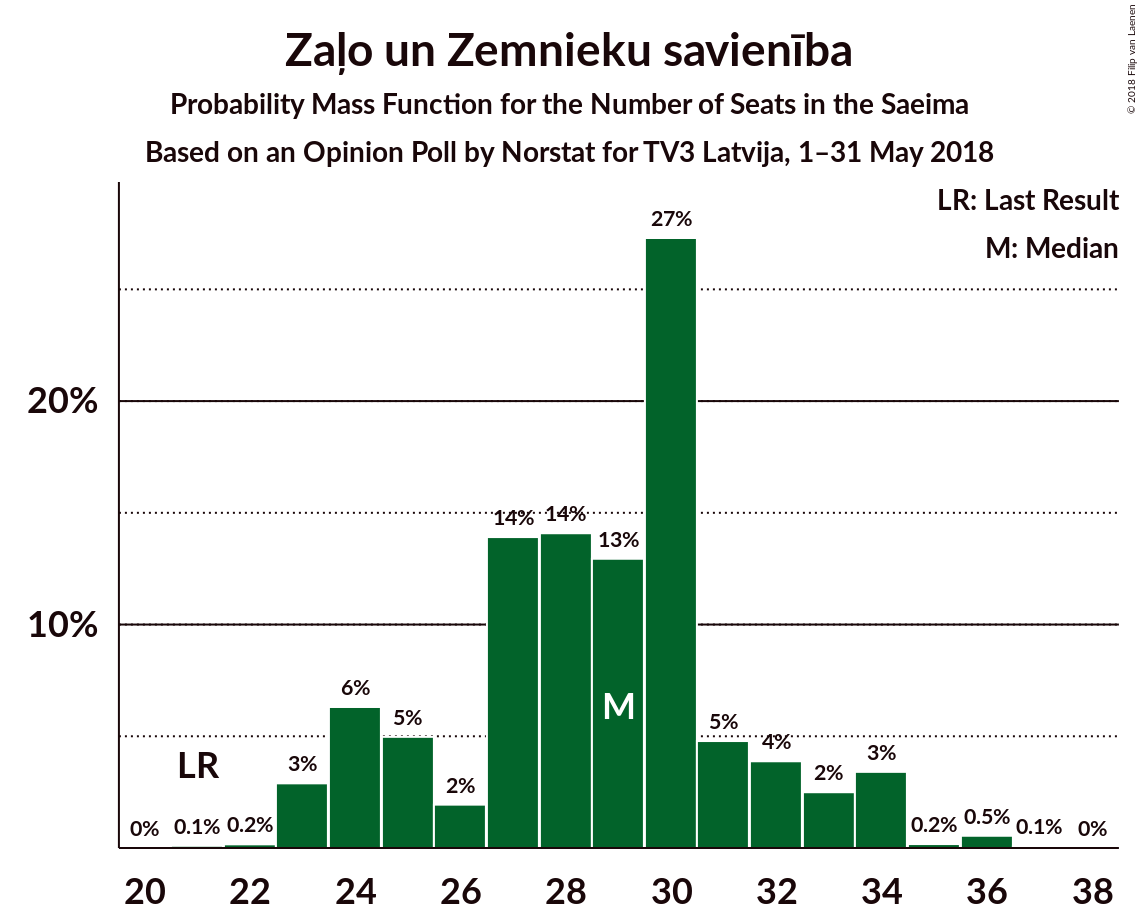 Zaļo un Zemnieku savienība
Probability Mass Function for the Number of Seats in the Saeima
Based on an Opinion Poll by Norstat for TV3 Latvija, 1–31 May 2018
© 2018 Filip van Laenen
LR: Last Result
M: Median
27%
20%
14%
14%
13%
10%
M
6%
5%
5%
4%
LR
3%
2%
2%
3%
0%
0.1%
0.2%
0.2%
0.5%
0.1%
0%
20 22 24 26 28 30 32 34 36 38